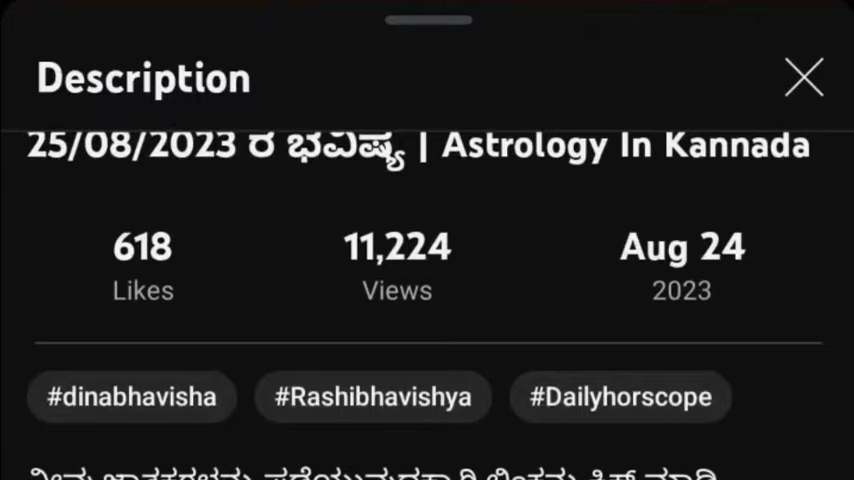 Description
25/08/2023 ರ ಭವಿಷ್ಯ | Astrology In Kannada
618 11,224 Aug 24
Likes Views 2023
#dinabhavisha #Rashibhavishya #Dailyhorscope